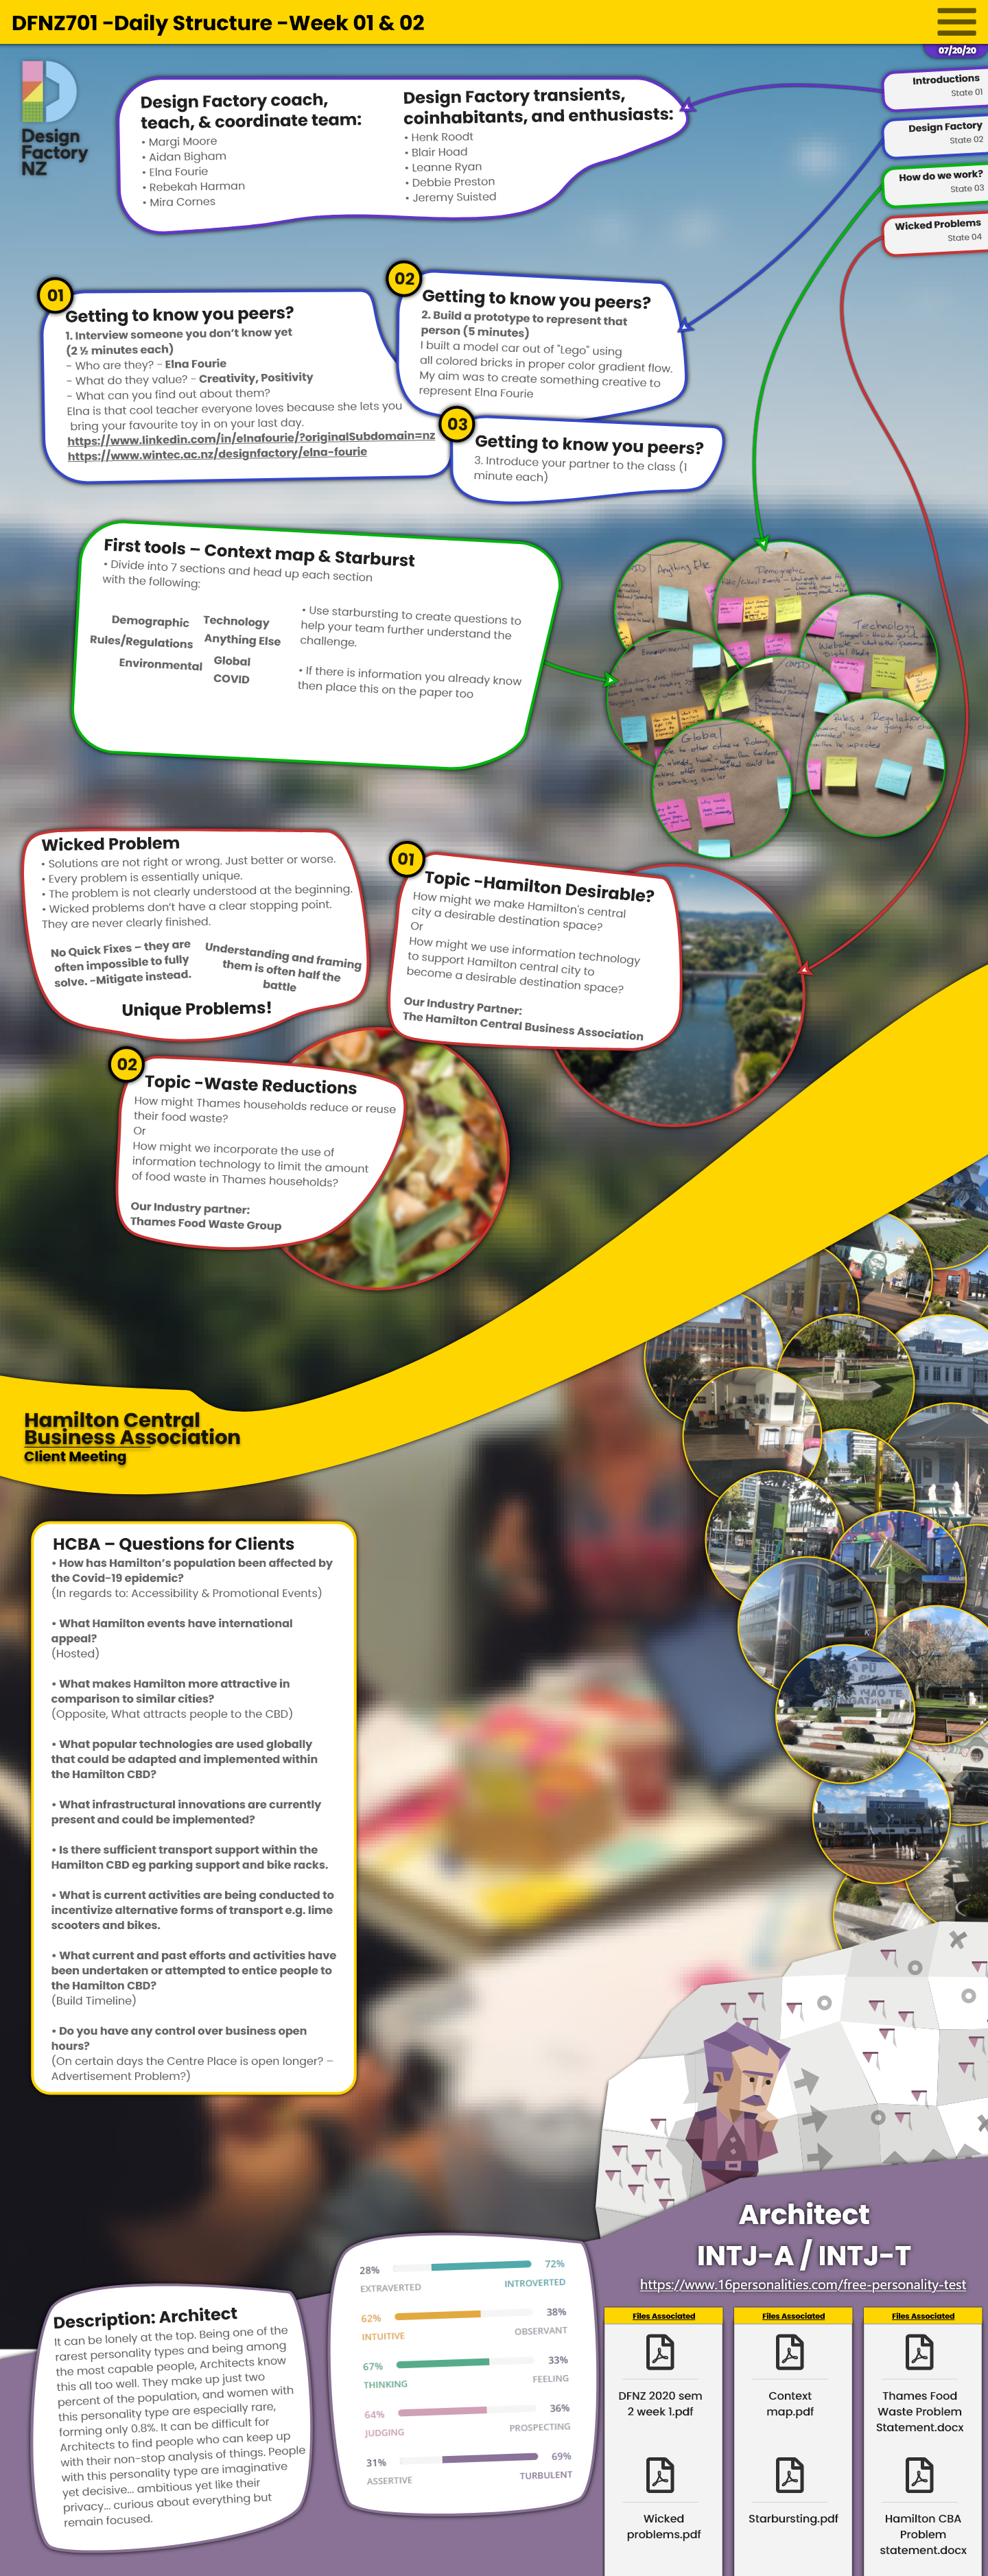 DFNZ701 -Daily Structure -Week 01 & 02
07/20/20
Introductions
State 01
Design Factory
State 02
How do we work?
State 03
Wicked Problems
State 04
Design
Factory
NZ
Design Factory coach,
teach, & coordinate team:
• Margi Moore
• Aidan Bigham
• Elna Fourie
• Rebekah Harman
• Mira Cornes
Design Factory transients,
coinhabitants, and enthusiasts:
• Henk Roodt
• Blair Hoad
• Leanne Ryan
• Debbie Preston
• Jeremy Suisted
01
Getting to know you peers?
1. Interview someone you don't know yet
(2 ½ minutes each)
- Who are they? - Elna Fourie
- What do they value? - Creativity, Positivity
- What can you find out about them?
Elna is that cool teacher everyone loves because she lets you
bring your favourite toy in on your last day.
https://www.linkedin.com/in/elnafourie/?originalSubdomain=nz
https://www.wintec.ac.nz/designfactory/elna-fourie
02
Getting to know you peers?
2. Build a prototype to represent that
person (5 minutes)
I built a model car out of "Lego" using
all colored bricks in proper color gradient flow.
My aim was to create something creative to
represent Elna Fourie
03
Getting to know you peers?
3. Introduce your partner to the class (1
minute each)
First tools – Context map & Starburst
• Divide into 7 sections and head up each section
with the following:
Demographic
Technology
Rules/Regulations
Anything Else
Environmental
Global
COVID
• Use starbursting to create questions to
help your team further understand the
challenge.
• If there is information you already know
then place this on the paper too
Anything Else
Demographic
Technology
Environmental
Global
Rules & Regulations
Wicked Problem
• Solutions are not right or wrong. Just better or worse.
• Every problem is essentially unique.
• The problem is not clearly understood at the beginning.
• Wicked problems don't have a clear stopping point.
They are never clearly finished.
No Quick Fixes – they are
often impossible to fully
solve. -Mitigate instead.
Understanding and framing
them is often half the
battle
Unique Problems!
01
Topic -Hamilton Desirable?
How might we make Hamilton's central
city a desirable destination space?
Or
How might we use information technology
to support Hamilton central city to
become a desirable destination space?
Our Industry Partner:
The Hamilton Central Business Association
02
Topic -Waste Reductions
How might Thames households reduce or reuse
their food waste?
Or
How might we incorporate the use of
information technology to limit the amount
of food waste in Thames households?
Our Industry partner:
Thames Food Waste Group
Hamilton Central
Business Association
Client Meeting
HCBA – Questions for Clients
• How has Hamilton's population been affected by
the Covid-19 epidemic?
(In regards to: Accessibility & Promotional Events)
• What Hamilton events have international
appeal?
(Hosted)
• What makes Hamilton more attractive in
comparison to similar cities?
(Opposite, What attracts people to the CBD)
• What popular technologies are used globally
that could be adapted and implemented within
the Hamilton CBD?
• What infrastructural innovations are currently
present and could be implemented?
• Is there sufficient transport support within the
Hamilton CBD eg parking support and bike racks.
• What is current activities are being conducted to
incentivize alternative forms of transport e.g. lime
scooters and bikes.
• What current and past efforts and activities have
been undertaken or attempted to entice people to
the Hamilton CBD?
(Build Timeline)
• Do you have any control over business open
hours?
(On certain days the Centre Place is open longer? –
Advertisement Problem?)
Architect
INTJ-A / INTJ-T
https://www.16personalities.com/free-personality-test
Description: Architect
It can be lonely at the top. Being one of the
rarest personality types and being among
the most capable people, Architects know
this all too well. They make up just two
percent of the population, and women with
this personality type are especially rare,
forming only 0.8%. It can be difficult for
Architects to find people who can keep up
with their non-stop analysis of things. People
with this personality type are imaginative
yet decisive... ambitious yet like their
privacy... curious about everything but
remain focused.
28% 72%
EXTRAVERTED INTROVERTED
62% 38%
INTUITIVE OBSERVANT
67% 33%
THINKING FEELING
64% 36%
JUDGING PROSPECTING
31% 69%
ASSERTIVE TURBULENT
Files Associated
DFNZ 2020 sem
2 week 1.pdf
Wicked
problems.pdf
Files Associated
Context
map.pdf
Starbursting.pdf
Files Associated
Thames Food
Waste Problem
Statement.docx
Hamilton CBA
Problem
statement.docx